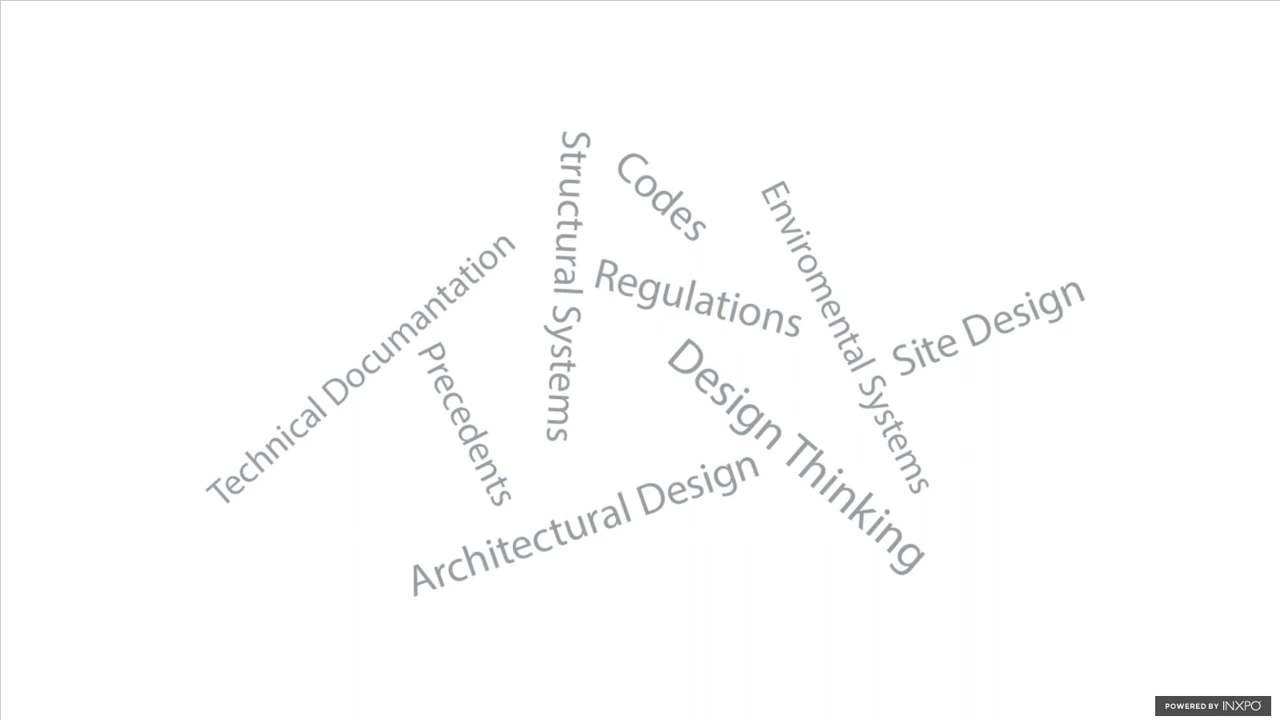 Structural Systems
Codes
Enviromental Systems
Technical Documantation
Regulations
Site Design
Precedents
Design Thinking
Architectural Design
POWERED BY INXPO